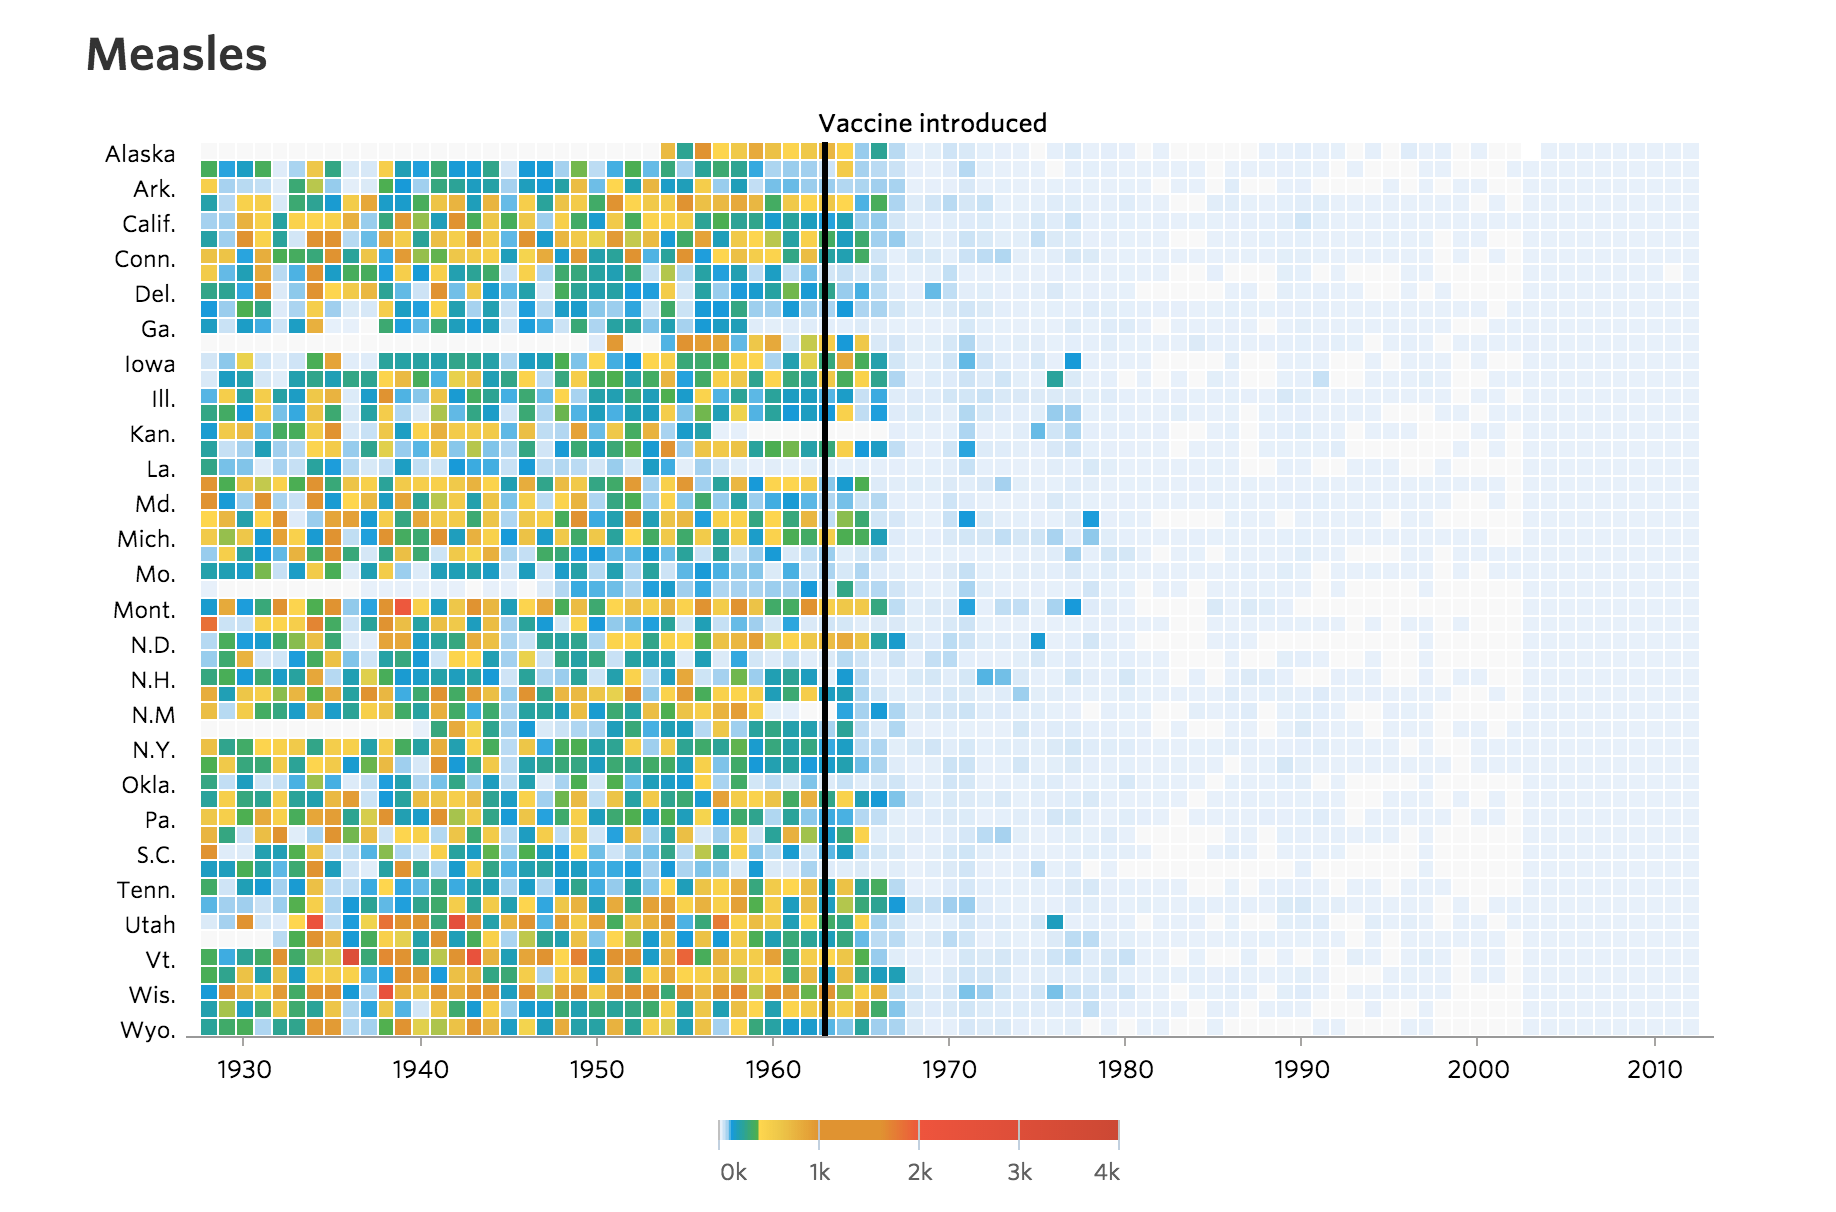 Measles
Vaccine introduced
Alaska
Ark.
Calif.
Conn.
Del.
Ga.
Iowa
Ill.
Kan.
La.
Md.
Mich.
Mo.
Mont.
N.D.
N.H.
N.M
N.Y.
Okla.
Pa.
S.C.
Tenn.
Utah
Vt.
Wis.
Wyo.
1930 1940 1950 1960 1970 1980 1990 2000 2010
0k 1k 2k 3k 4k